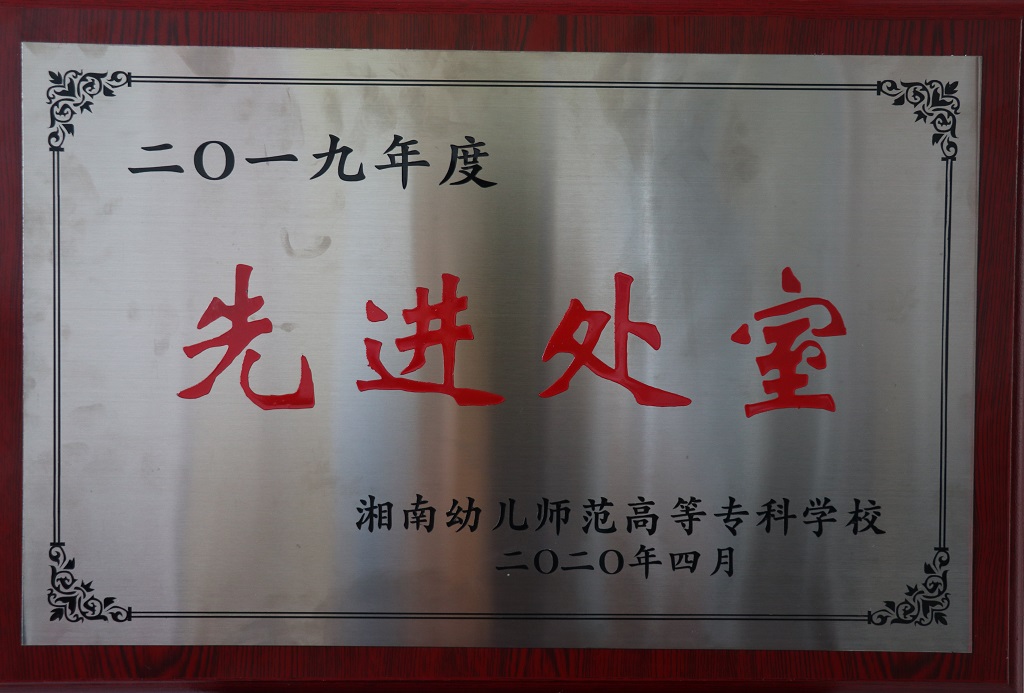 二〇一九年度
先进处室
湘南幼儿师范高等专科学校
二〇二〇年四月